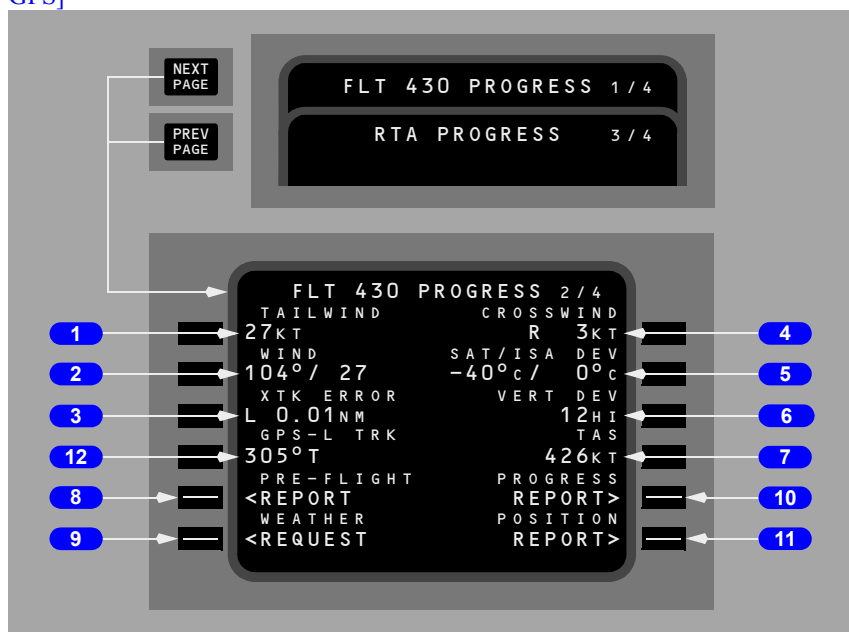 GPS]
NEXT
PAGE
FLT 430 PROGRESS 1/4
PREV
PAGE
RTA PROGRESS 3/4
FLT 430 PROGRESS 2/4
TAILWIND CROSSWIND
1 27KT R 3KT 4
WIND SAT/ISA DEV
2 104°/ 27 -40°C/ 0°C 5
XTK ERROR VERT DEV
3 L 0.01NM 12HI 6
GPS-L TRK TAS
12 305°T 426KT 7
PRE-FLIGHT PROGRESS
8 <REPORT REPORT> 10
WEATHER POSITION
9 <REQUEST REPORT> 11